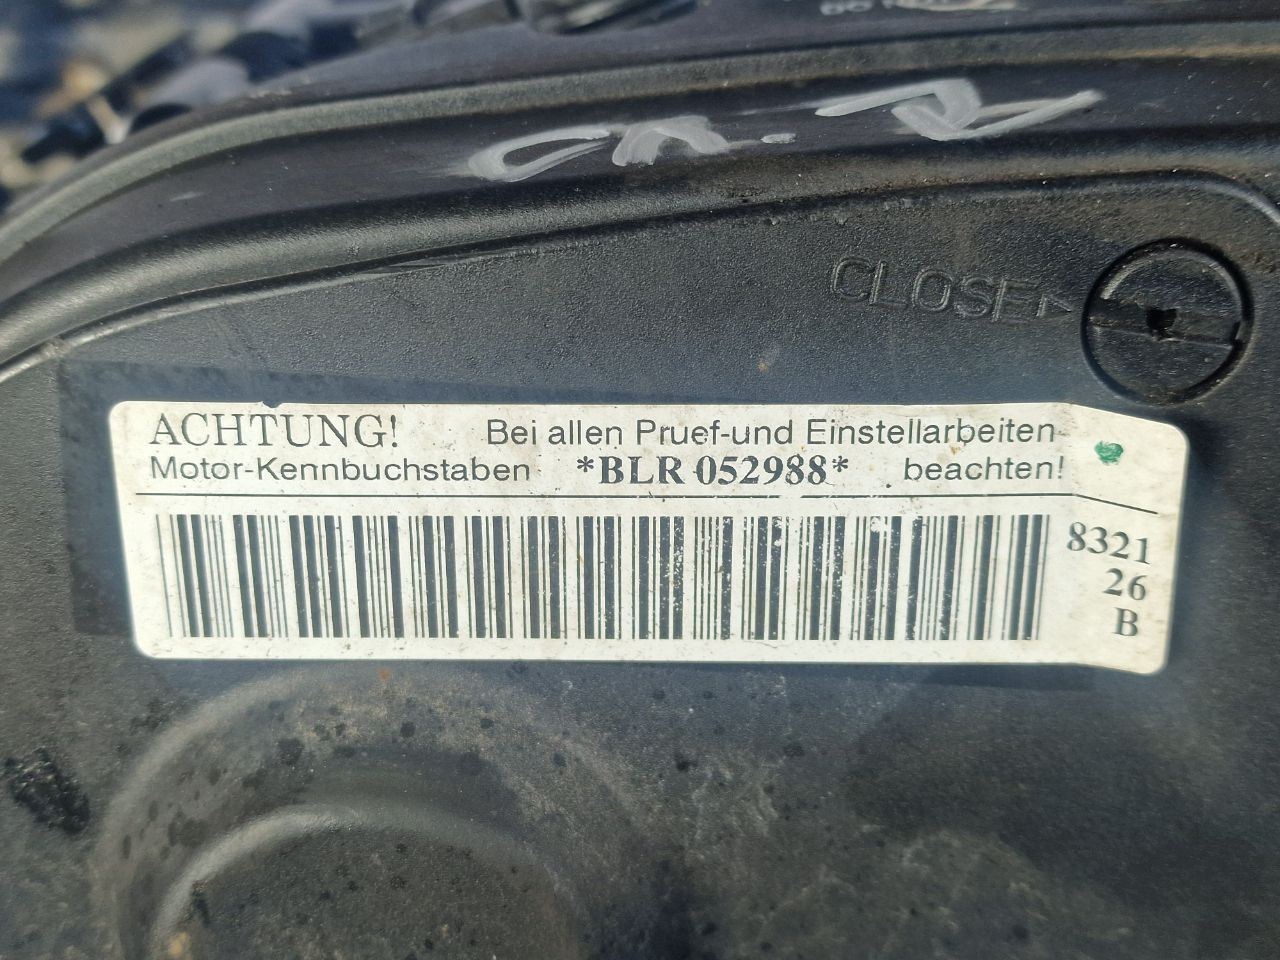 CLOSE
ACHTUNG! Bei allen Pruef-und Einstellarbeiten
Motor-Kennbuchstaben *BLR 052988* beachten!
8321
26
B